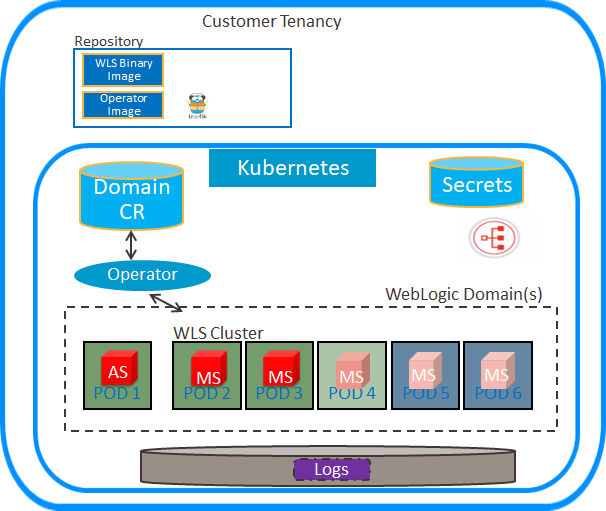 Customer Tenancy
Repository
WLS Binary
Image
Operator
Image
træfik
Kubernetes
Domain
CR
Secrets
Operator
WebLogic Domain(s)
WLS Cluster
AS
POD 1
MS
POD 2
MS
POD 3
MS
POD 4
MS
POD 5
MS
POD 6
Logs